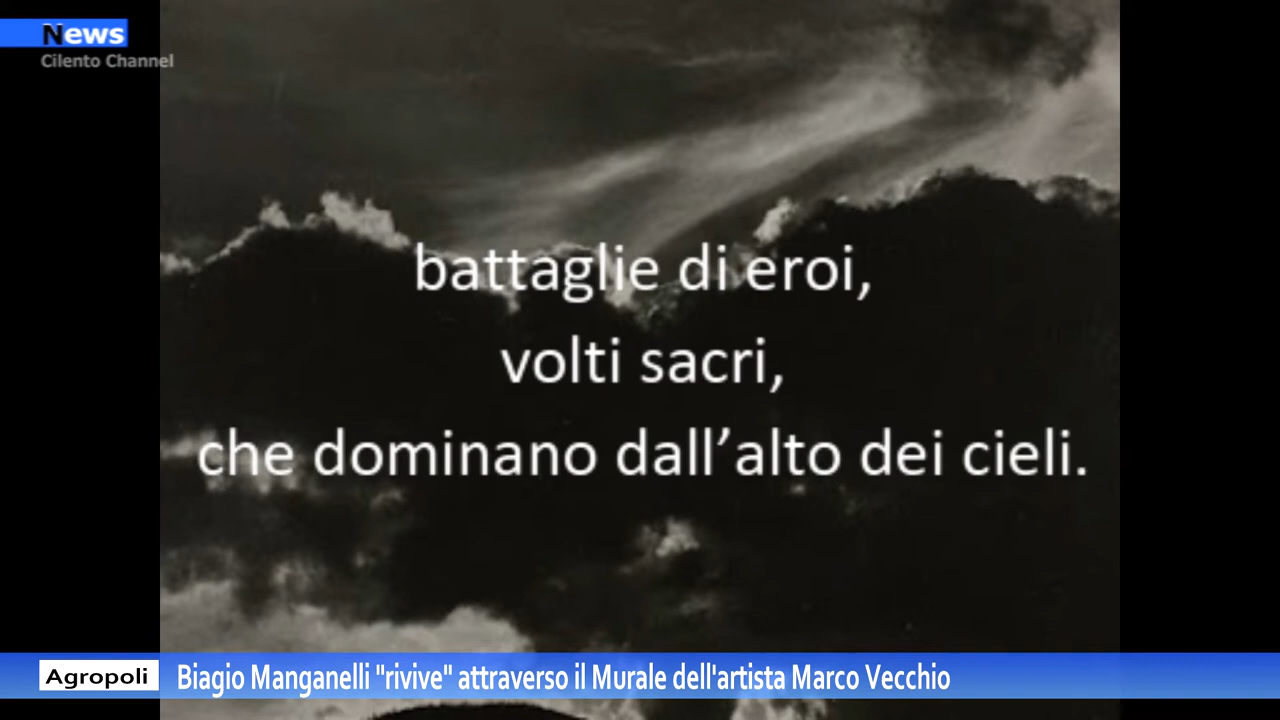 News
Cilento Channel
battaglie di eroi,
volti sacri,
che dominano dall’alto dei cieli.
Agropoli
Biagio Manganelli "rivive" attraverso il Murale dell'artista Marco Vecchio